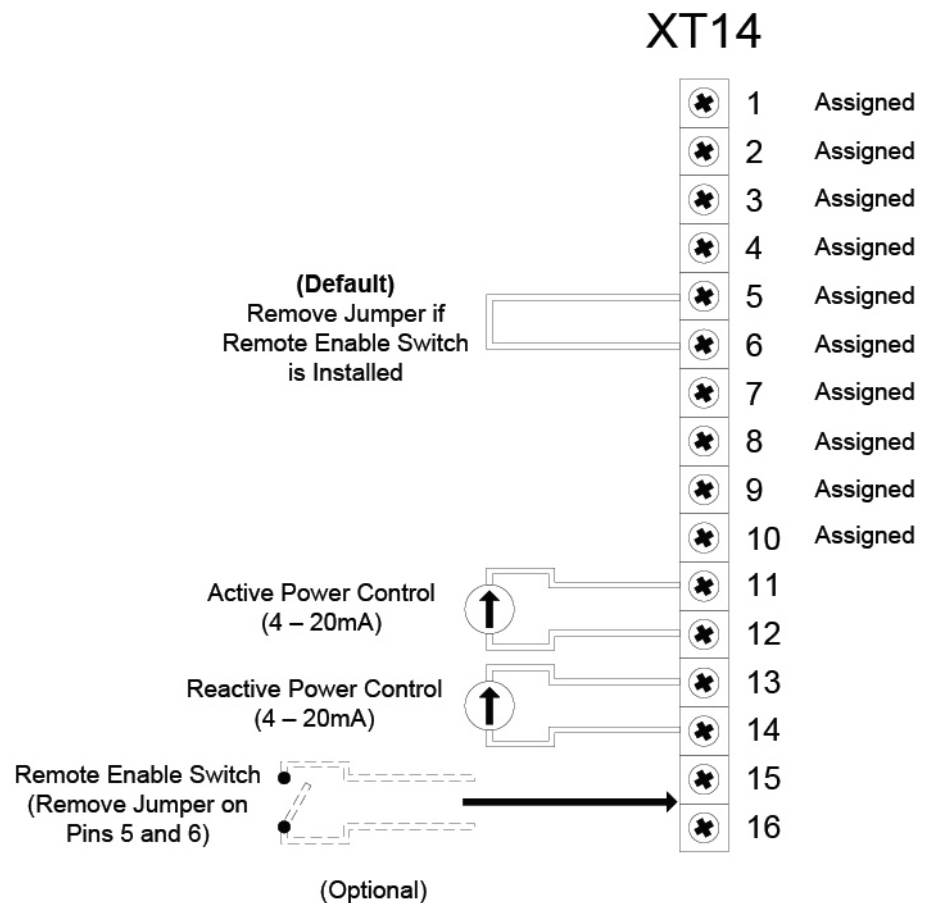 XT14
1 Assigned
2 Assigned
3 Assigned
4 Assigned
(Default)
Remove Jumper if
Remote Enable Switch
is Installed
5 Assigned
6 Assigned
7 Assigned
8 Assigned
9 Assigned
10 Assigned
Active Power Control
(4 – 20mA)
11
12
Reactive Power Control
(4 – 20mA)
13
14
Remote Enable Switch
(Remove Jumper on
Pins 5 and 6)
15
16
(Optional)